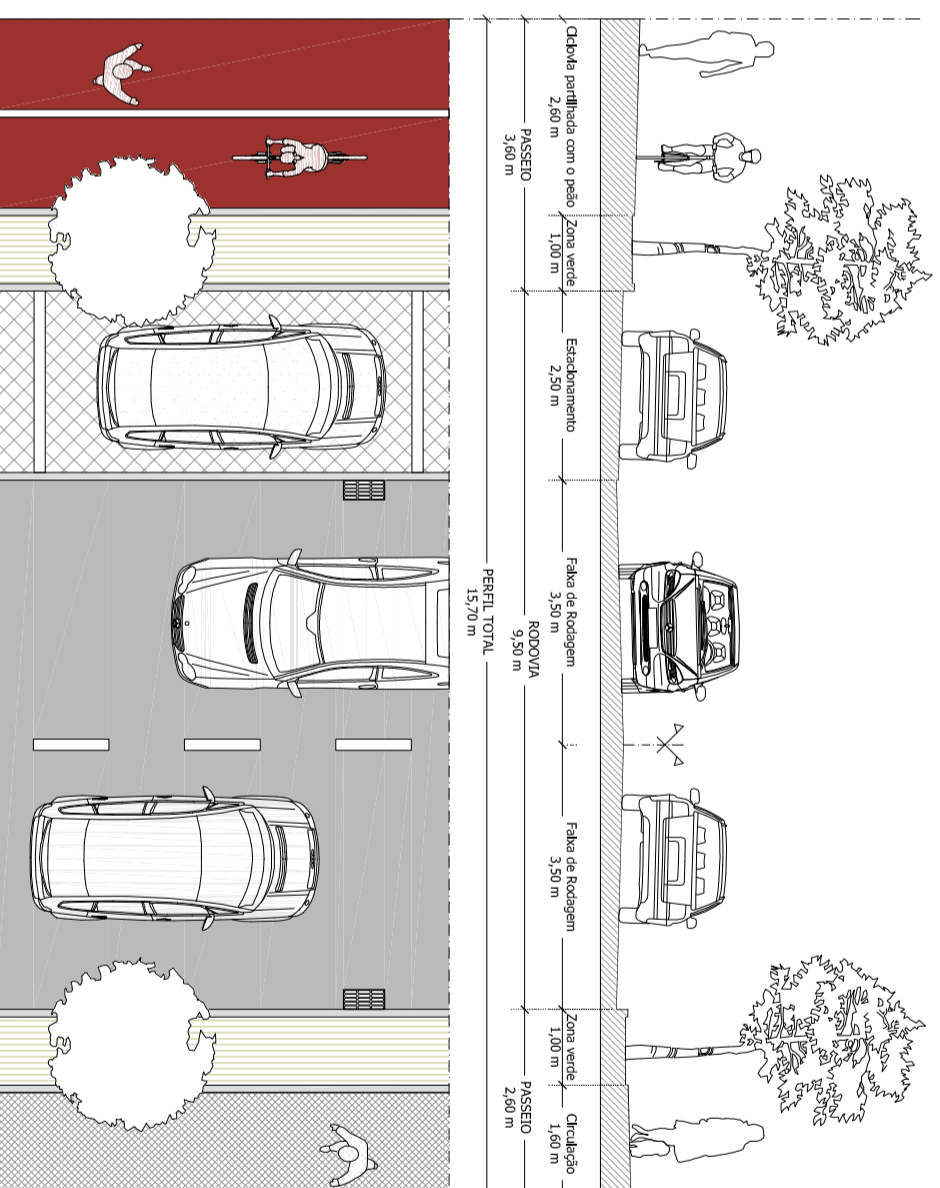 Ciclovia partilhada com o peão
2,60 m
Zona verde
1,00 m
Estacionamento
2,50 m
Faixa de Rodagem
3,50 m
Faixa de Rodagem
3,50 m
Zona verde
1,00 m
Circulação
1,60 m
PASSEIO
3,60 m
RODOVIA
9,50 m
PASSEIO
2,60 m
PERFIL TOTAL
15,70 m